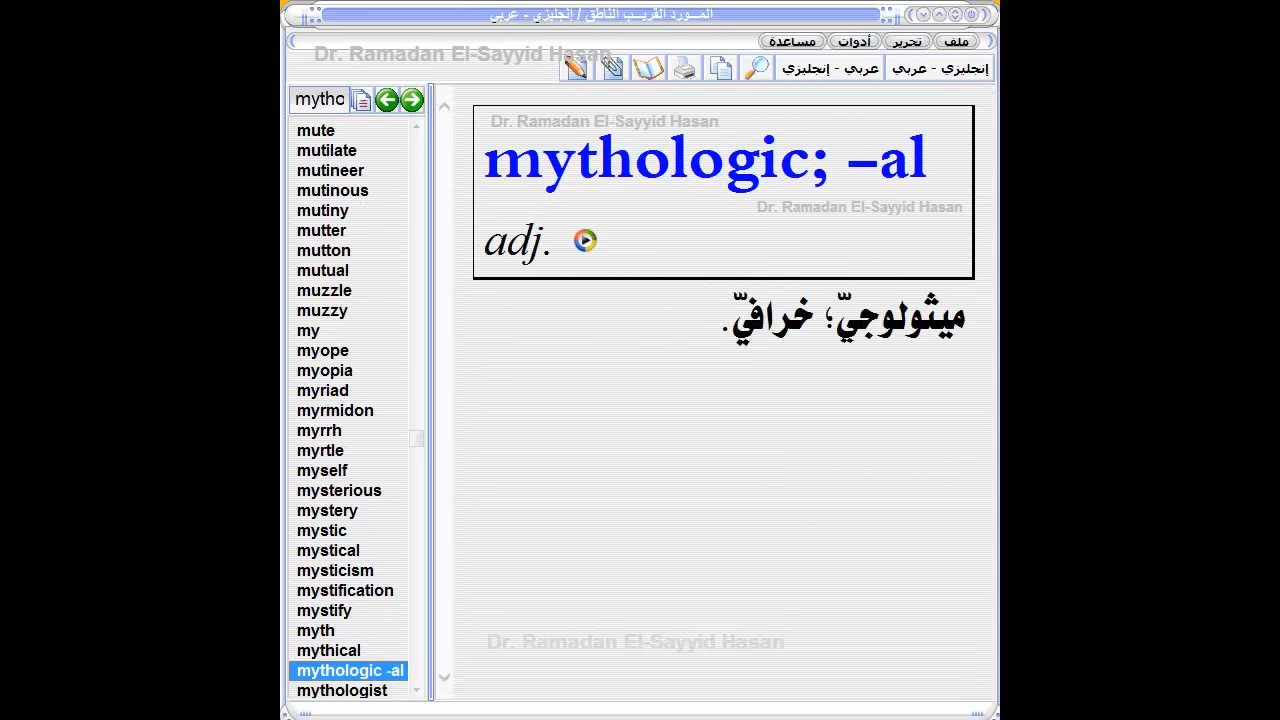 المـورد القريـب الناطق / إنجليزي - عربي
ملف تحرير أدوات مساعدة
Dr. Ramadan El-Sayyid Hasan
إنجليزي - عربي عربي - إنجليزي
mytho
mute
mutilate
mutineer
mutinous
mutiny
mutter
mutton
mutual
muzzle
muzzy
my
myope
myopia
myriad
myrmidon
myrrh
myrtle
myself
mysterious
mystery
mystic
mystical
mysticism
mystification
mystify
myth
mythical
mythologic -al
mythologist
Dr. Ramadan El-Sayyid Hasan
mythologic; –al
Dr. Ramadan El-Sayyid Hasan
adj.
ميثولوجيّ؛ خرافيّ.
Dr. Ramadan El-Sayyid Hasan